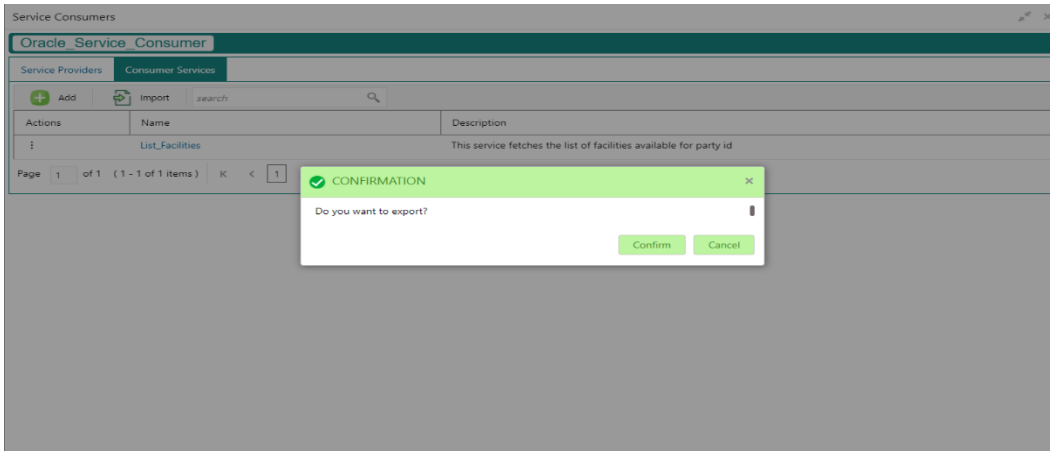 Service Consumers
Oracle_Service_Consumer
Service Providers Consumer Services
Add Import search
Actions Name Description
List_Facilities This service fetches the list of facilities available for party id
Page 1 of 1 (1 - 1 of 1 items) K < 1
CONFIRMATION ×
Do you want to export?
Confirm Cancel